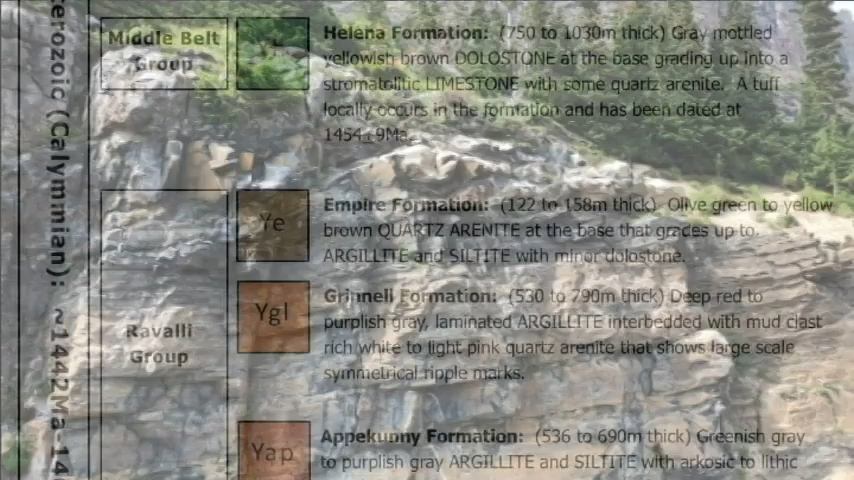 erozoic (Calymmian): ~1442Ma-14
Middle Belt
Group
Helena Formation: (750 to 1030m thick) Gray mottled
yellowish brown DOLOSTONE at the base grading up into a
stromatolitic LIMESTONE with some quartz arenite. A tuff
locally occurs in the formation and has been dated at
1454±9Ma.
Ravalli
Group
Ye
Empire Formation: (122 to 158m thick) Olive green to yellow
brown QUARTZ ARENITE at the base that grades up to
ARGILLITE and SILTITE with minor dolostone.
Ygl
Grinnell Formation: (530 to 790m thick) Deep red to
purplish gray, laminated ARGILLITE interbedded with mud clast
rich white to light pink quartz arenite that shows large scale
symmetrical ripple marks.
Yap
Appekunny Formation: (536 to 690m thick) Greenish gray
to purplish gray ARGILLITE and SILTITE with arkosic to lithic